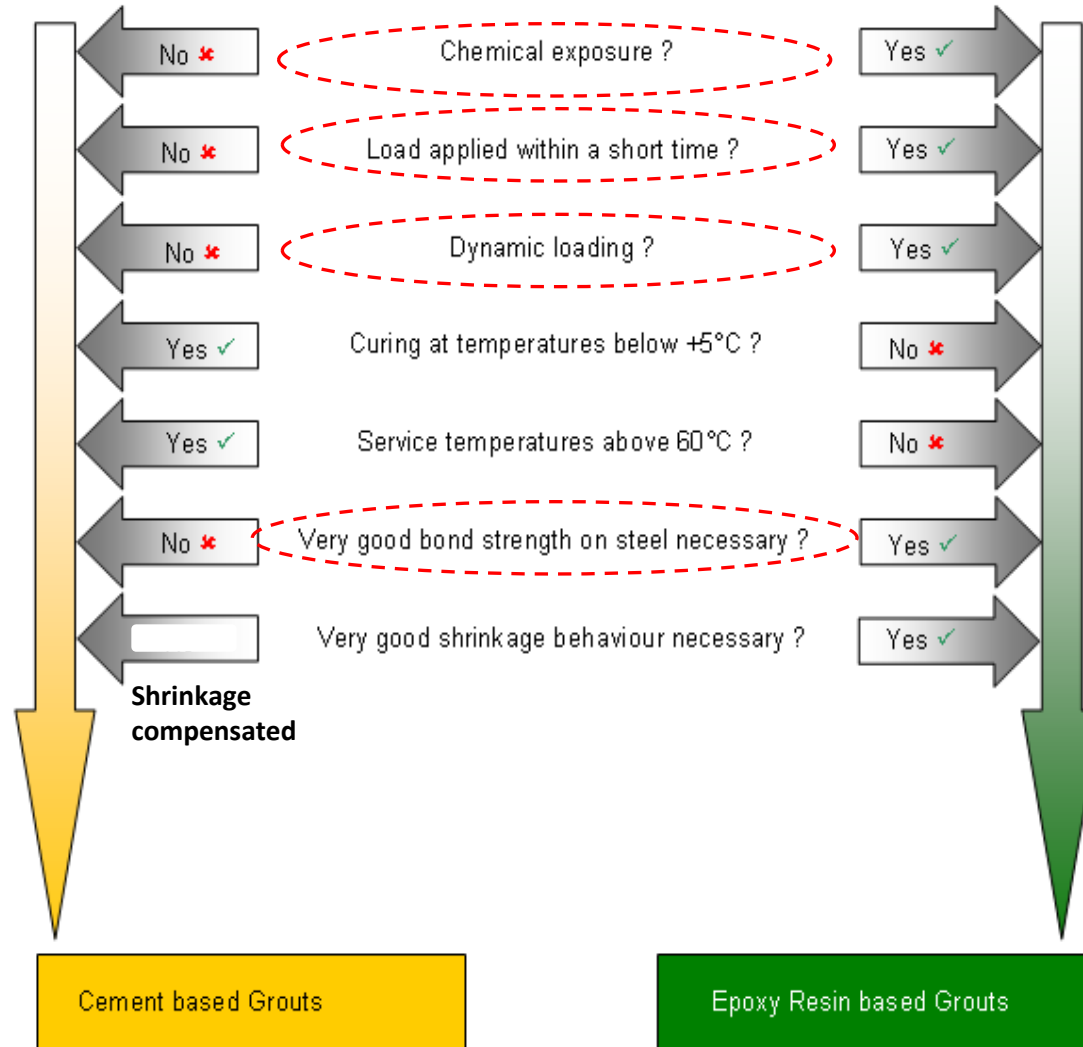 No ✖ Chemical exposure ? Yes ✓
No ✖ Load applied within a short time ? Yes ✓
No ✖ Dynamic loading ? Yes ✓
Yes ✓ Curing at temperatures below +5°C ? No ✖
Yes ✓ Service temperatures above 60°C ? No ✖
No ✖ Very good bond strength on steel necessary ? Yes ✓
Very good shrinkage behaviour necessary ? Yes ✓
Shrinkage
compensated
Cement based Grouts
Epoxy Resin based Grouts